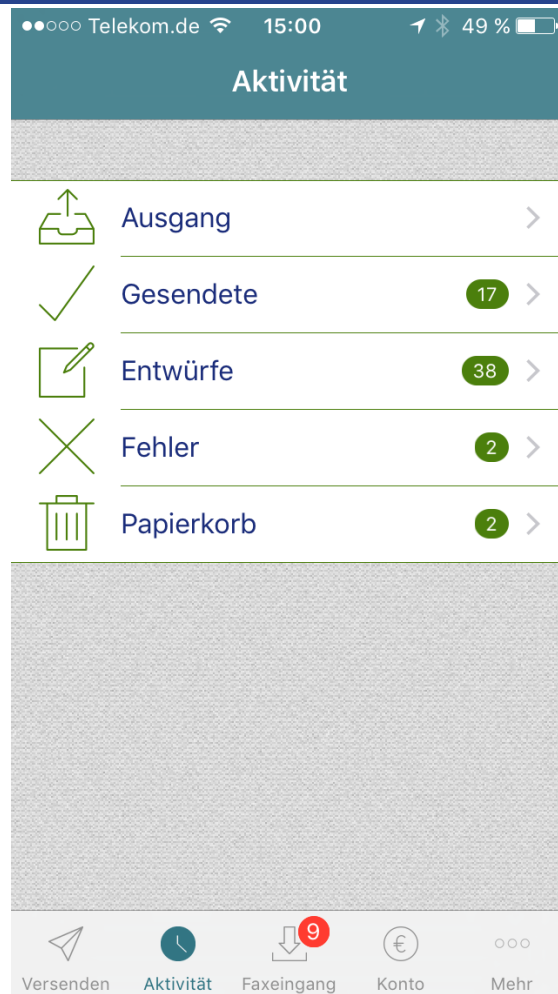 Telekom.de 15:00 49 %
Aktivität
Ausgang
Gesendete 17
Entwürfe 38
Fehler 2
Papierkorb 2
9
€
Versenden Aktivität Faxeingang Konto Mehr